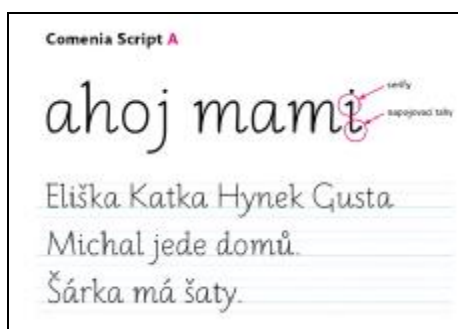 Comenia Script A
serify
ahoj mami
napojovací tahy
Eliška Katka Hynek Gusta
Michal jede domů.
Šárka má šaty.